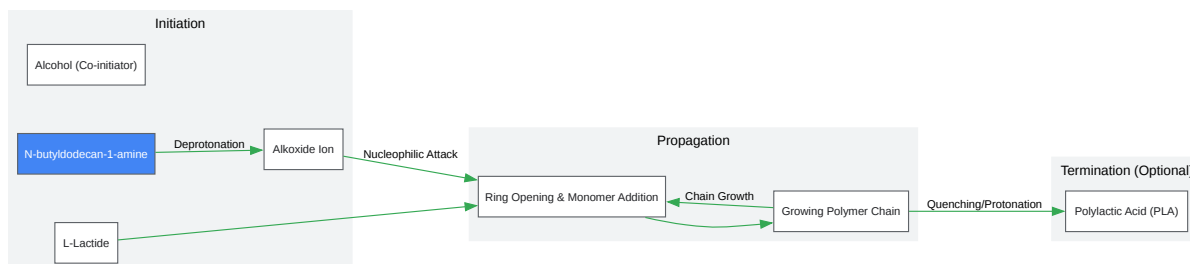 Initiation
Alcohol (Co-initiator)
N-butyldodecan-1-amine
Deprotonation
Alkoxide Ion
L-Lactide
Nucleophilic Attack
Propagation
Ring Opening & Monomer Addition
Chain Growth
Growing Polymer Chain
Quenching/Protonation
Termination (Optional)
Polylactic Acid (PLA)